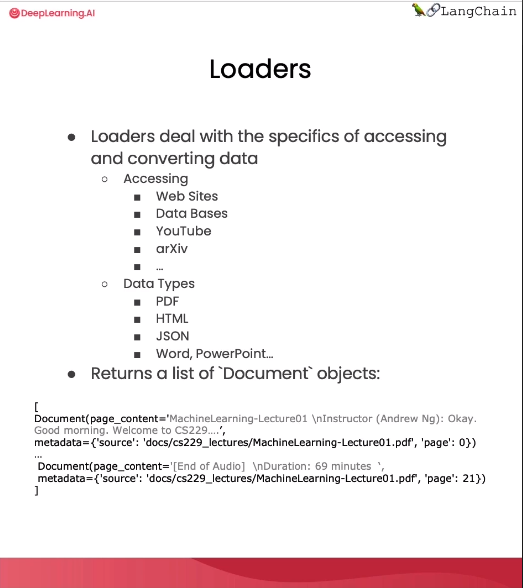 DeepLearning.AI
LangChain
Loaders
● Loaders deal with the specifics of accessing
and converting data
○ Accessing
■ Web Sites
■ Data Bases
■ YouTube
■ arXiv
■ ...
○ Data Types
■ PDF
■ HTML
■ JSON
■ Word, PowerPoint...
● Returns a list of `Document` objects:
[
Document(page_content='MachineLearning-Lecture01 \nInstructor (Andrew Ng): Okay.
Good morning. Welcome to CS229....',
metadata={'source': 'docs/cs229_lectures/MachineLearning-Lecture01.pdf', 'page': 0})
...
Document(page_content='[End of Audio] \nDuration: 69 minutes ',
metadata={'source': 'docs/cs229_lectures/MachineLearning-Lecture01.pdf', 'page': 21})
]